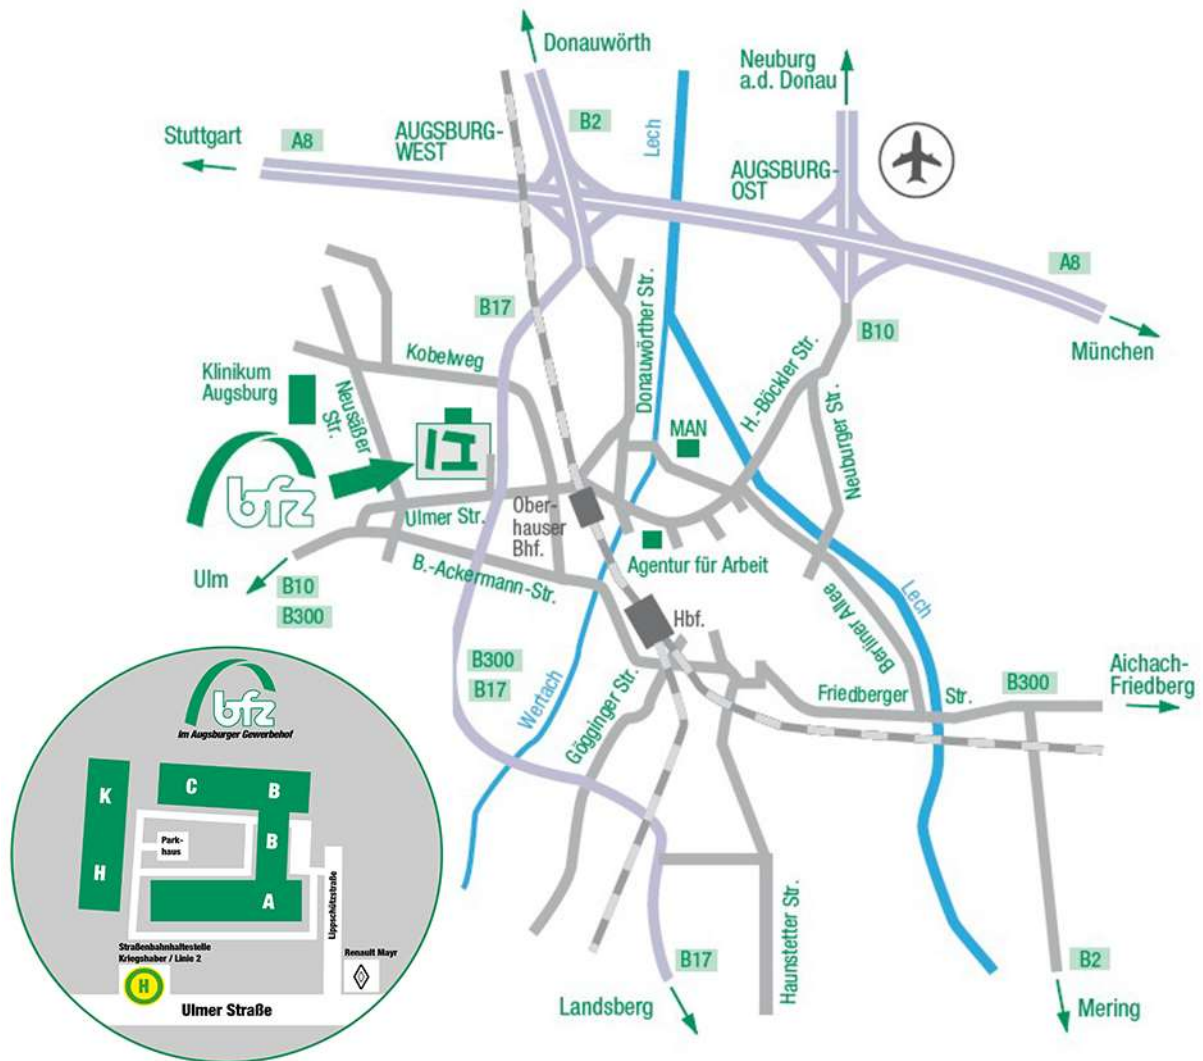 Donauwörth
Neuburg
a.d. Donau
Stuttgart
A8
AUGSBURG-
WEST
B2
Lech
AUGSBURG-
OST
A8
München
B17
Donauwörther Str.
B10
Kobelweg
Klinikum
Augsburg
Neusäßer
Str.
H.-Böckler Str.
MAN
Neuburger Str.
bfz
Ulmer Str.
Ober-
hauser
Bhf.
Agentur für Arbeit
Ulm
B10
B300
B.-Ackermann-Str.
Hbf.
Berliner Allee
Lech
B300
B17
Wertach
Gögginger Str.
Friedberger
Str.
B300
Aichach-
Friedberg
bfz
im Augsburger Gewerbehof
K
C
B
B
Park-
haus
H
A
Lippschützstraße
Straßenbahnhaltestelle
Kriegshaber / Linie 2
Renault Mayr
H
Ulmer Straße
Haunstetter Str.
B17
Landsberg
B2
Mering